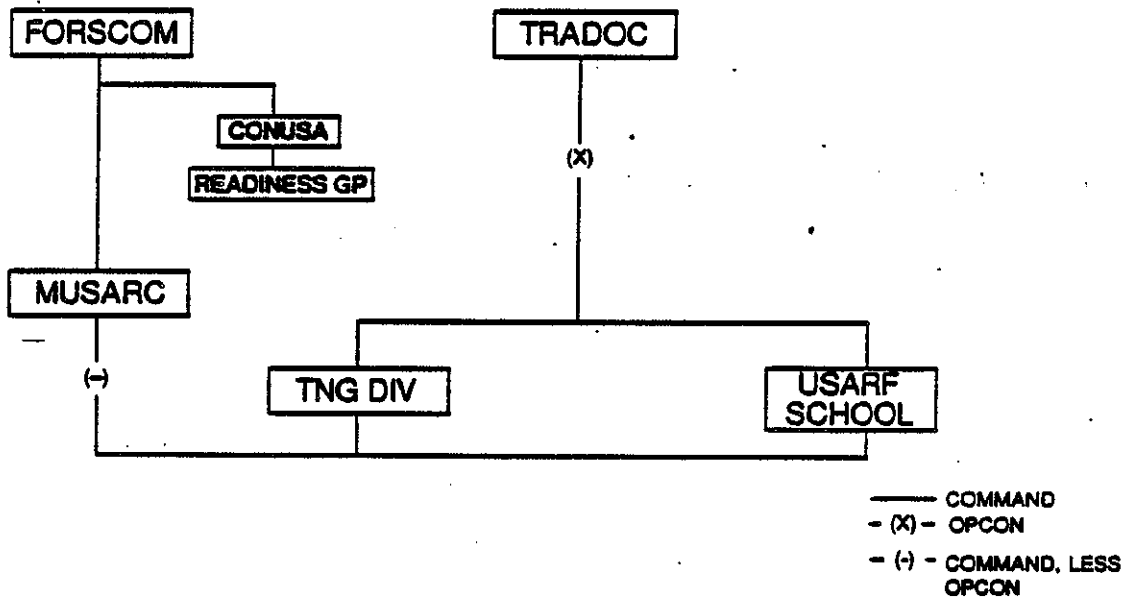 FORSCOM
TRADOC
CONUSA
(X)
READINESS GP
MUSARC
(-)
TNG DIV
USARF
SCHOOL
COMMAND
- (X) - OPCON
- (-) - COMMAND, LESS
OPCON